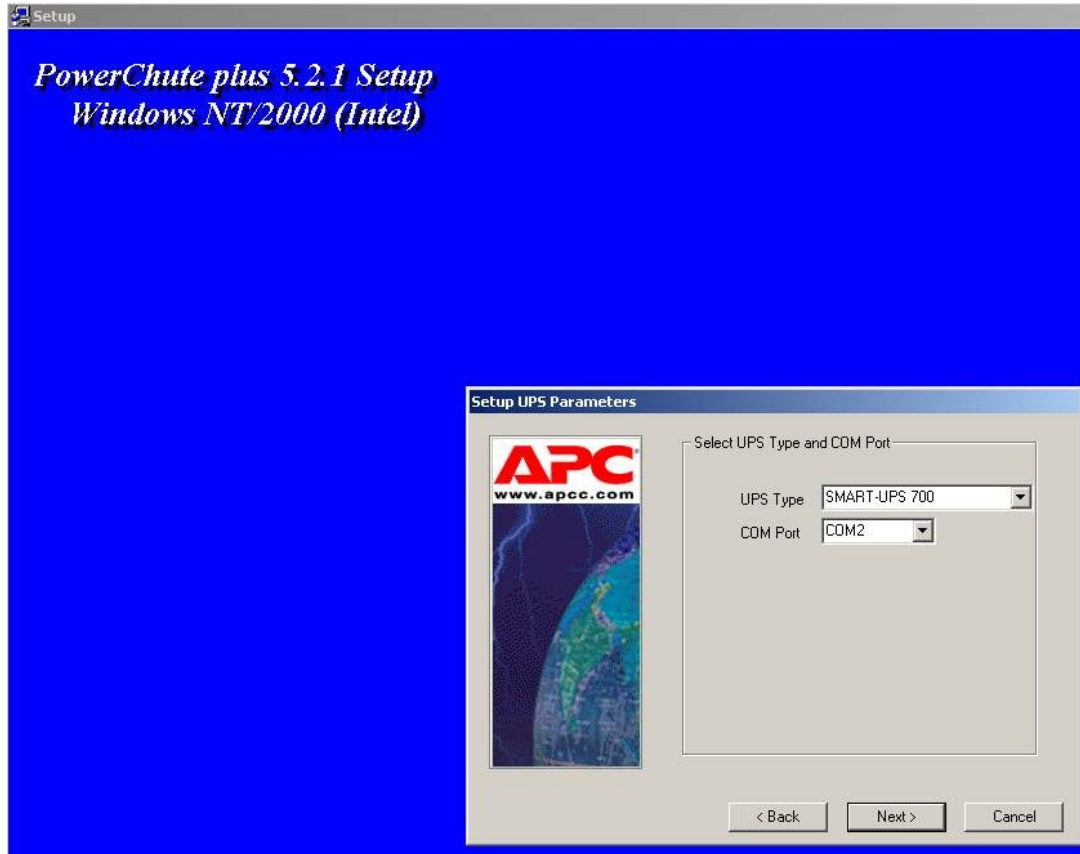 Setup
PowerChute plus 5.2.1 Setup
Windows NT/2000 (Intel)
Setup UPS Parameters
APC
www.apcc.com
Select UPS Type and COM Port
UPS Type SMART-UPS 700
COM Port COM2
< Back Next > Cancel